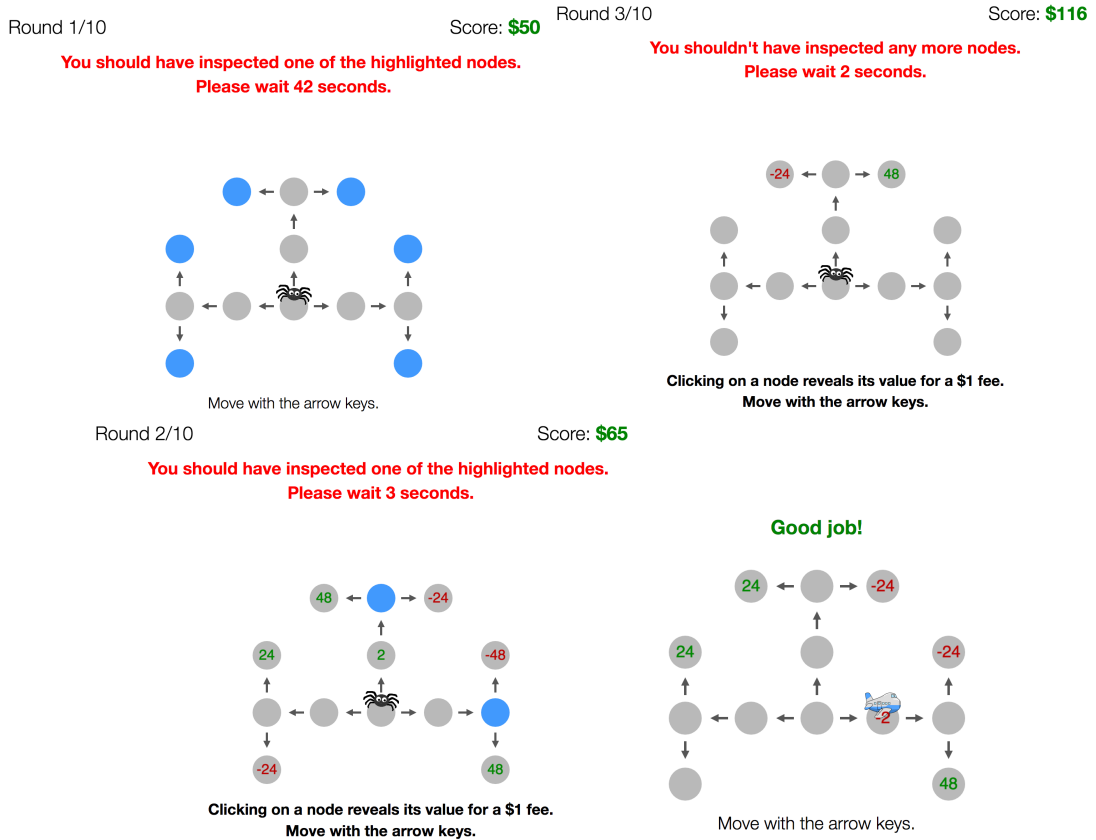 Round 1/10
Score: $50
You should have inspected one of the highlighted nodes.
Please wait 42 seconds.
Move with the arrow keys.
Round 3/10
Score: $116
You shouldn't have inspected any more nodes.
Please wait 2 seconds.
-24
48
Clicking on a node reveals its value for a $1 fee.
Move with the arrow keys.
Round 2/10
Score: $65
You should have inspected one of the highlighted nodes.
Please wait 3 seconds.
48
-24
24
2
-48
-24
48
Clicking on a node reveals its value for a $1 fee.
Move with the arrow keys.
Good job!
24
-24
24
-24
-2
48
Move with the arrow keys.